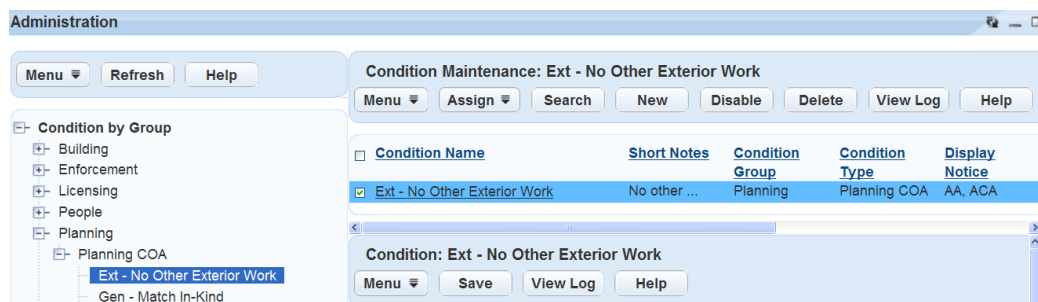 Administration
Menu Refresh Help
Condition by Group
Building
Enforcement
Licensing
People
Planning
Planning COA
Ext - No Other Exterior Work
Gen - Match In-Kind
Condition Maintenance: Ext - No Other Exterior Work
Menu Assign Search New Disable Delete View Log Help
Condition Name Short Notes Condition Group Condition Type Display Notice
Ext - No Other Exterior Work No other ... Planning Planning COA AA, ACA
Condition: Ext - No Other Exterior Work
Menu Save View Log Help